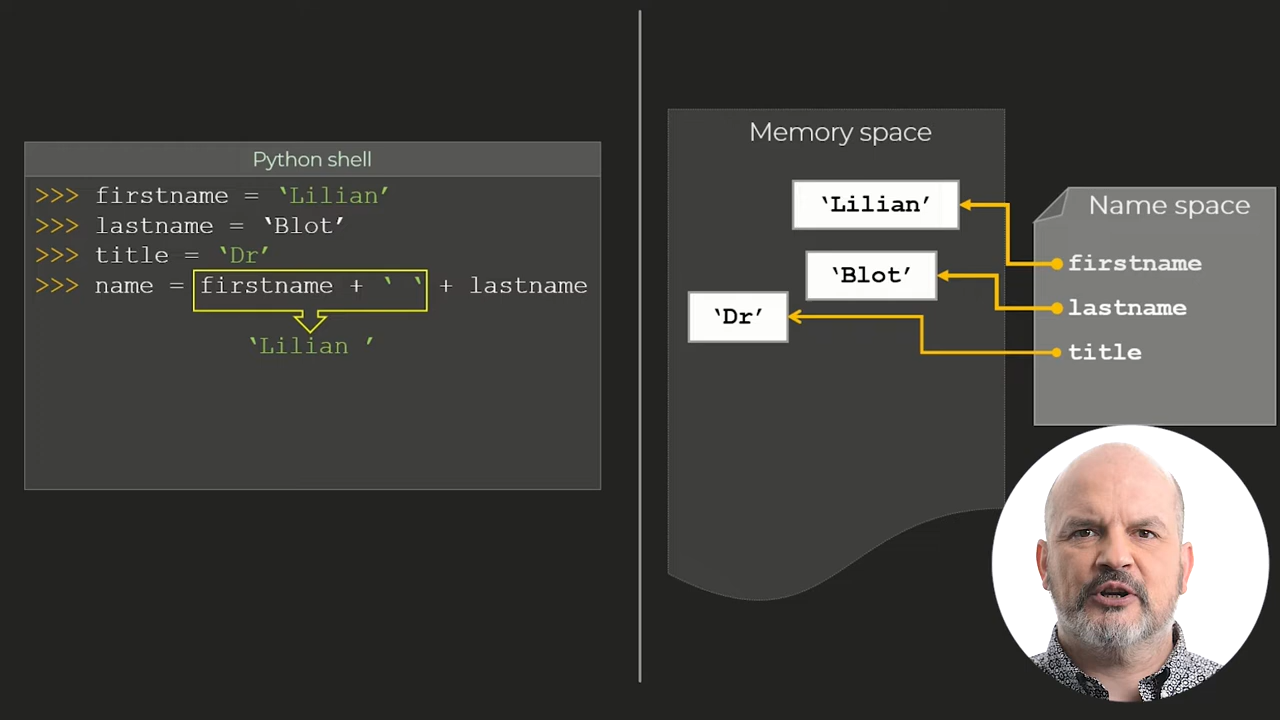 Python shell
>>> firstname = ‘Lilian’
>>> lastname = ‘Blot’
>>> title = ‘Dr’
>>> name = firstname + ‘ ‘ + lastname
‘Lilian ’
Memory space
‘Lilian’
‘Blot’
‘Dr’
Name space
firstname
lastname
title